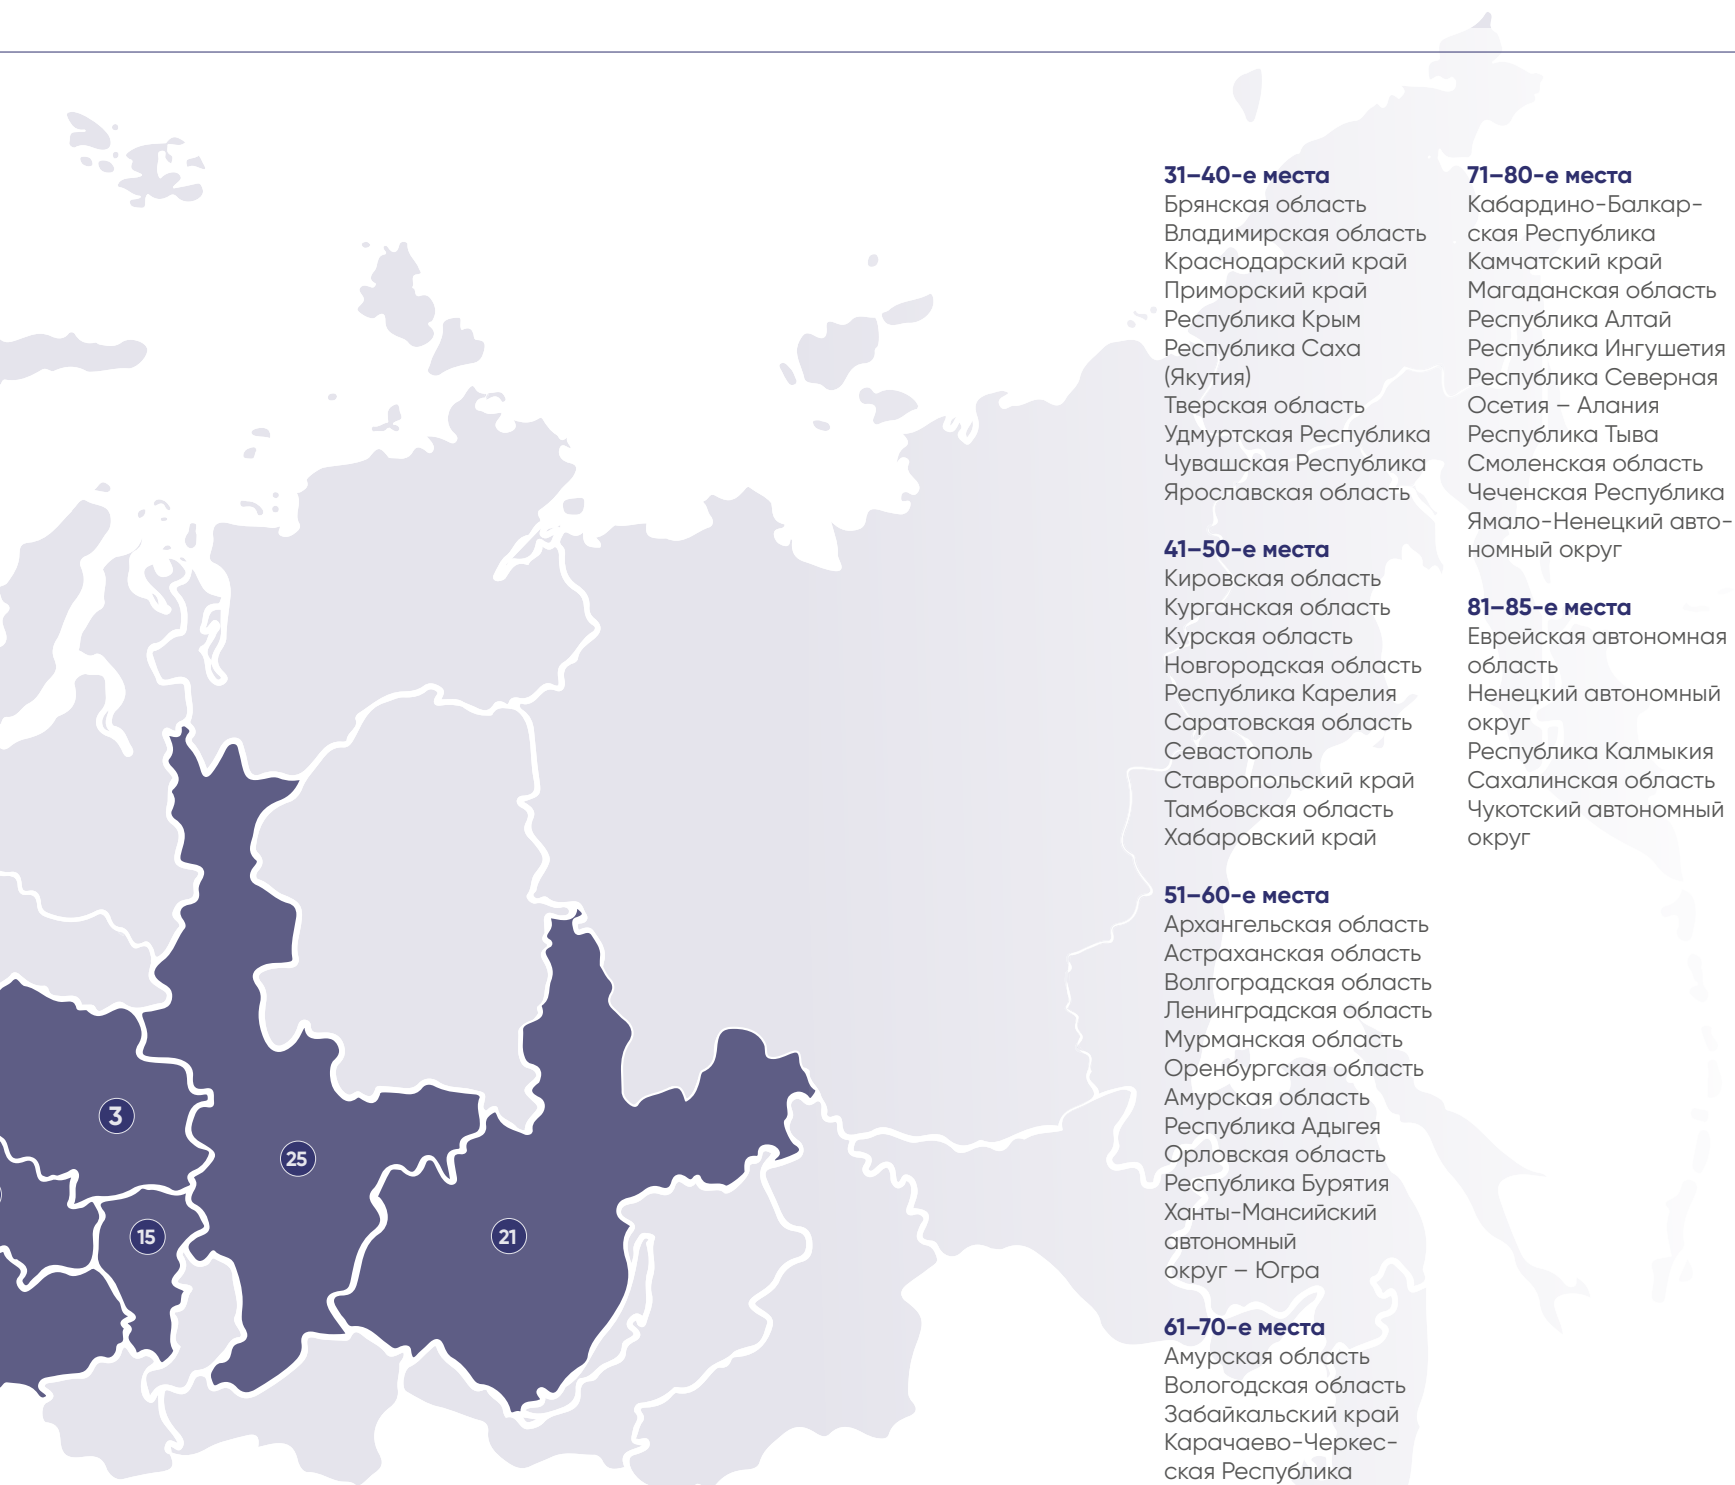 3
25
15
21
31–40-е места
Брянская область
Владимирская область
Краснодарский край
Приморский край
Республика Крым
Республика Саха
(Якутия)
Тверская область
Удмуртская Республика
Чувашская Республика
Ярославская область
41–50-е места
Кировская область
Курганская область
Курская область
Новгородская область
Республика Карелия
Саратовская область
Севастополь
Ставропольский край
Тамбовская область
Хабаровский край
51–60-е места
Архангельская область
Астраханская область
Волгоградская область
Ленинградская область
Мурманская область
Оренбургская область
Амурская область
Республика Адыгея
Орловская область
Республика Бурятия
Ханты-Мансийский
автономный
округ – Югра
61–70-е места
Амурская область
Вологодская область
Забайкальский край
Карачаево-Черкес-
ская Республика
71–80-е места
Кабардино-Балкар-
ская Республика
Камчатский край
Магаданская область
Республика Алтай
Республика Ингушетия
Республика Северная
Осетия – Алания
Республика Тыва
Смоленская область
Чеченская Республика
Ямало-Ненецкий авто-
номный округ
81–85-е места
Еврейская автономная
область
Ненецкий автономный
округ
Республика Калмыкия
Сахалинская область
Чукотский автономный
округ